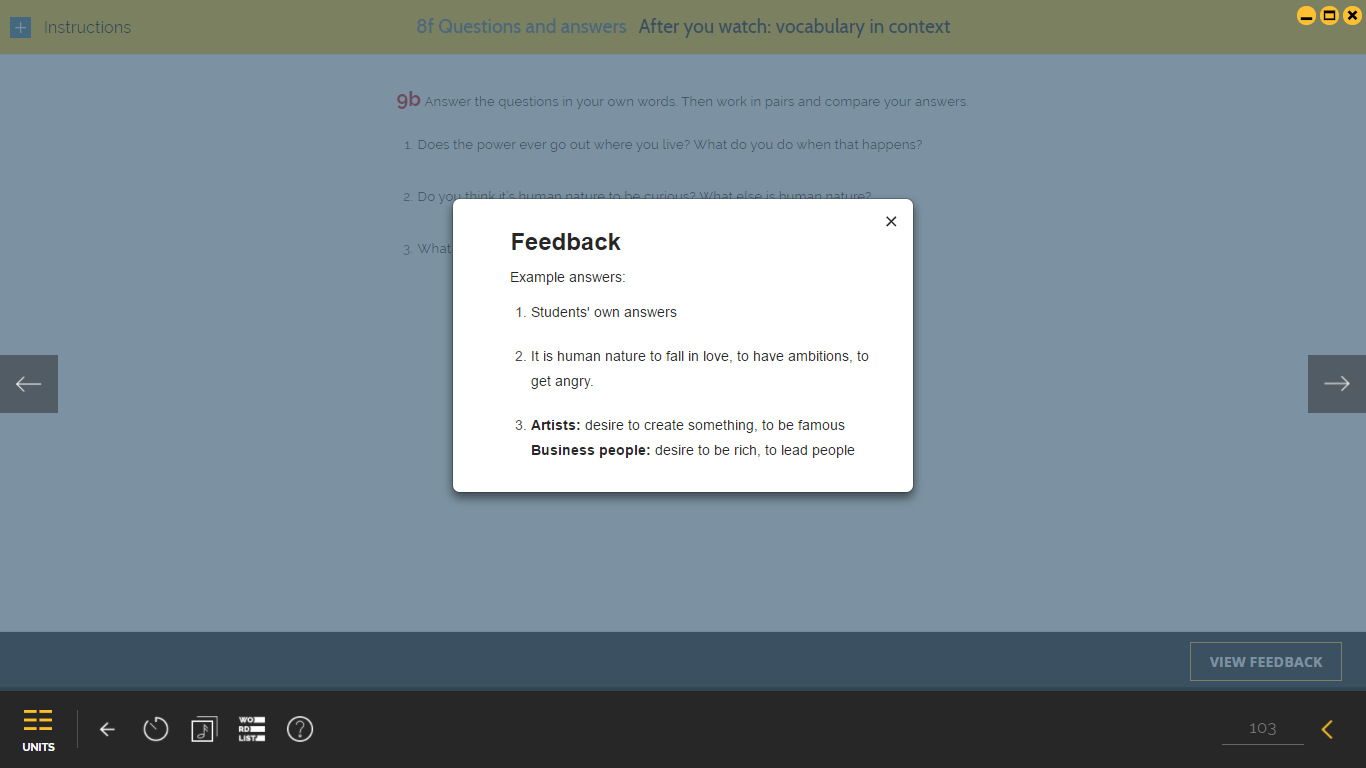 Instructions
8f Questions and answers After you watch: vocabulary in context
9b Answer the questions in your own words. Then work in pairs and compare your answers.
1. Does the power ever go out where you live? What do you do when that happens?
2. Do you think it's human nature to be curious? What else is human nature?
3. What
Feedback
Example answers:
1. Students' own answers
2. It is human nature to fall in love, to have ambitions, to
get angry.
3. Artists: desire to create something, to be famous
Business people: desire to be rich, to lead people
VIEW FEEDBACK
UNITS
WO
RD
LIST
103